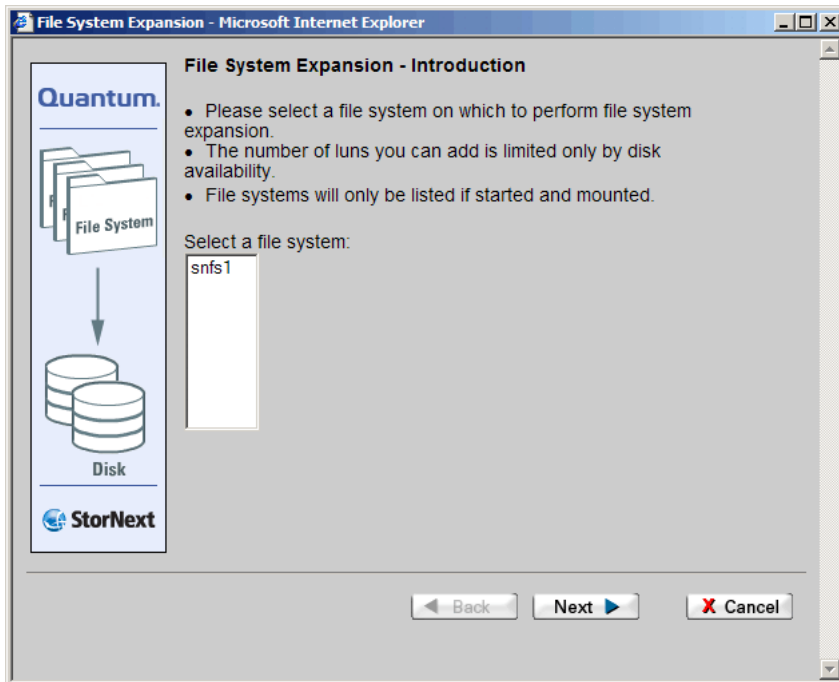 File System Expansion - Microsoft Internet Explorer
Quantum.
File System
Disk
StorNext
File System Expansion - Introduction
• Please select a file system on which to perform file system
expansion.
• The number of luns you can add is limited only by disk
availability.
• File systems will only be listed if started and mounted.
Select a file system:
snfs1
Back
Next
X Cancel